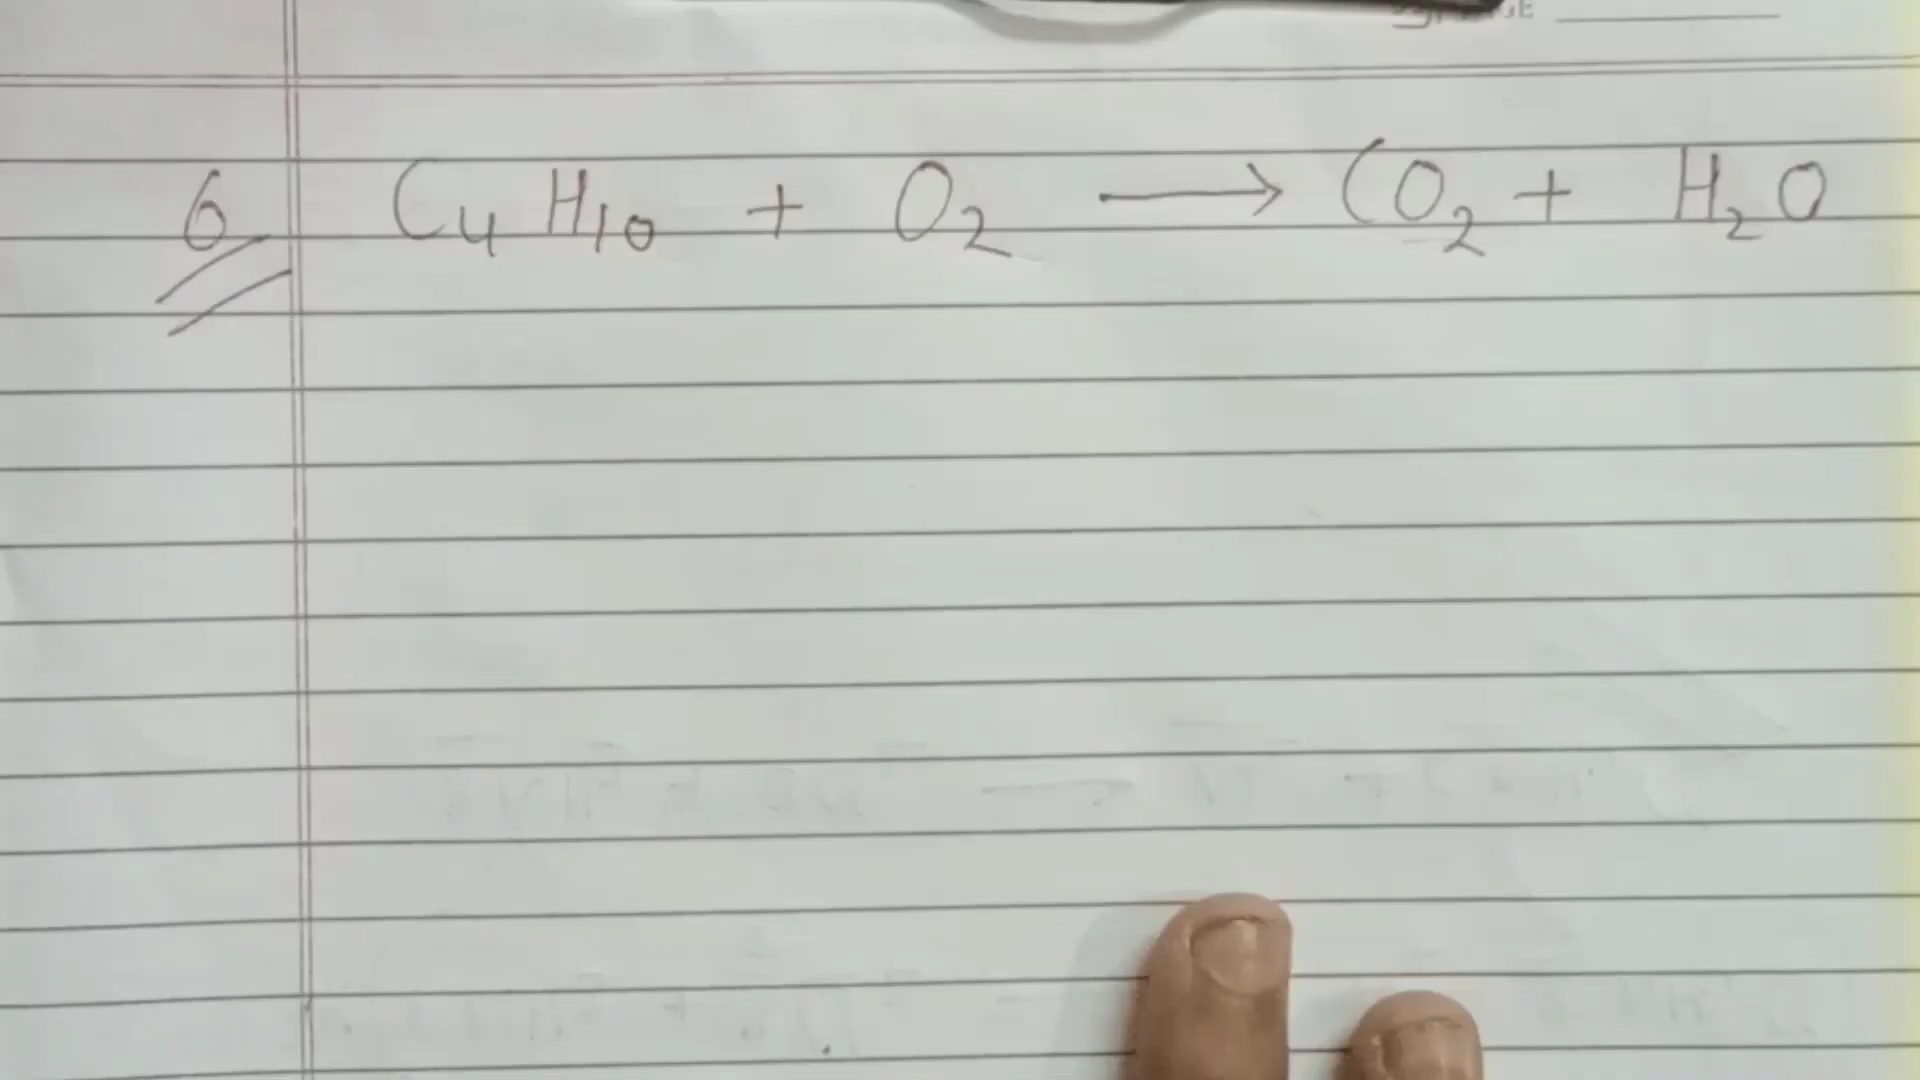 6 C₄H₁₀ + O₂ → CO₂ + H₂O